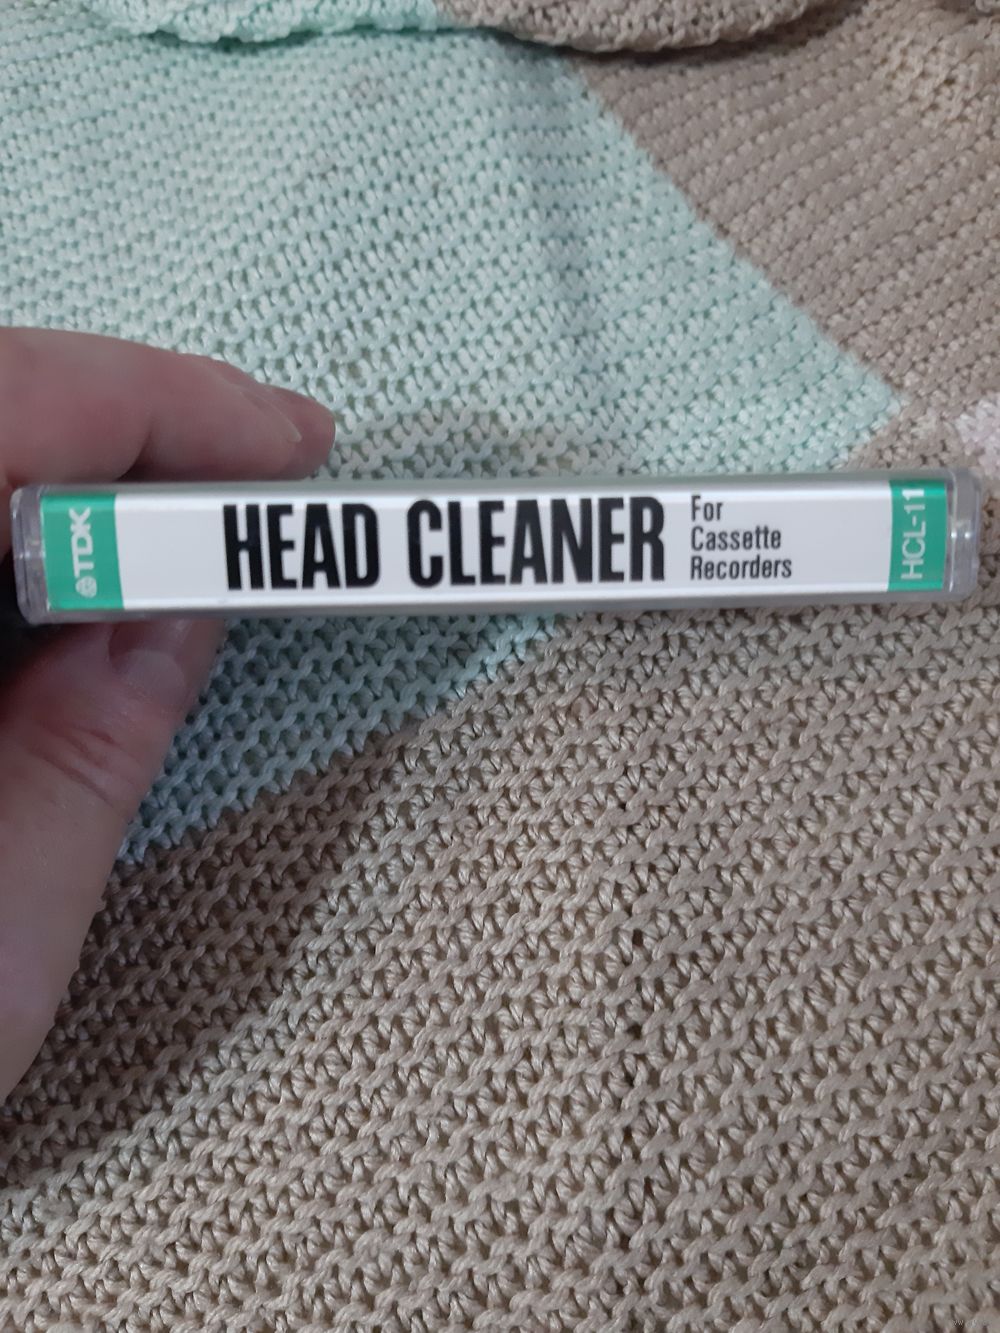 TDK
HEAD CLEANER
For
Cassette
Recorders
HCL-11